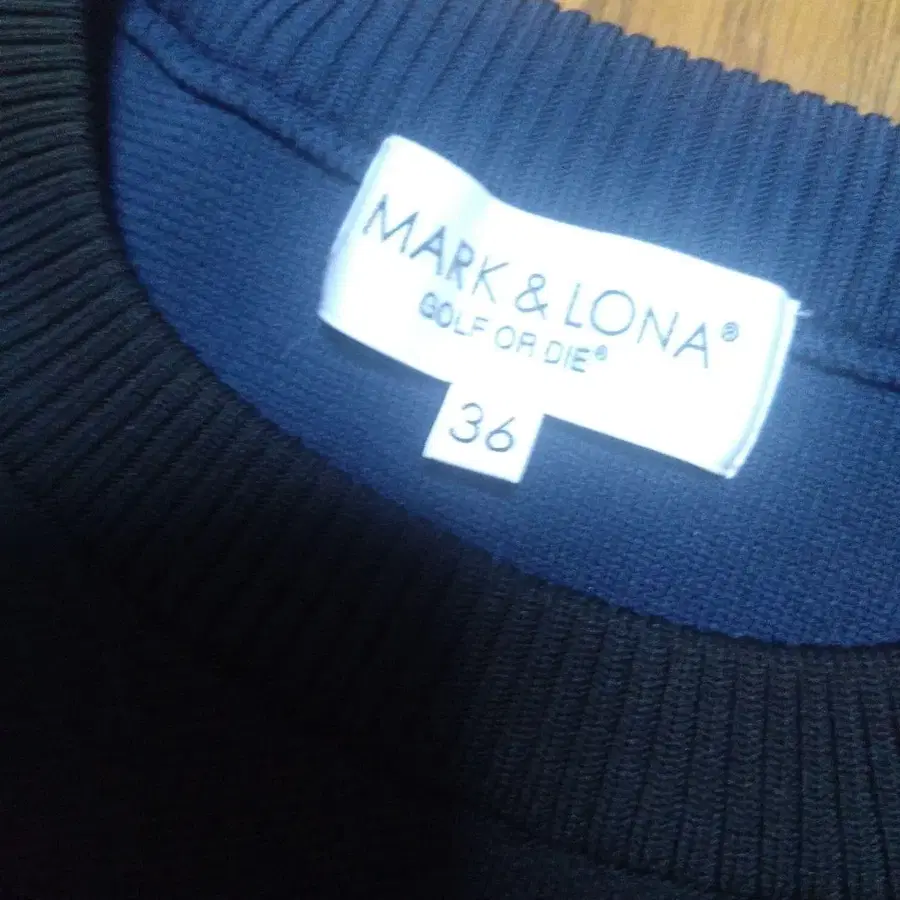 MARK & LONA®
GOLF OR DIE®
36